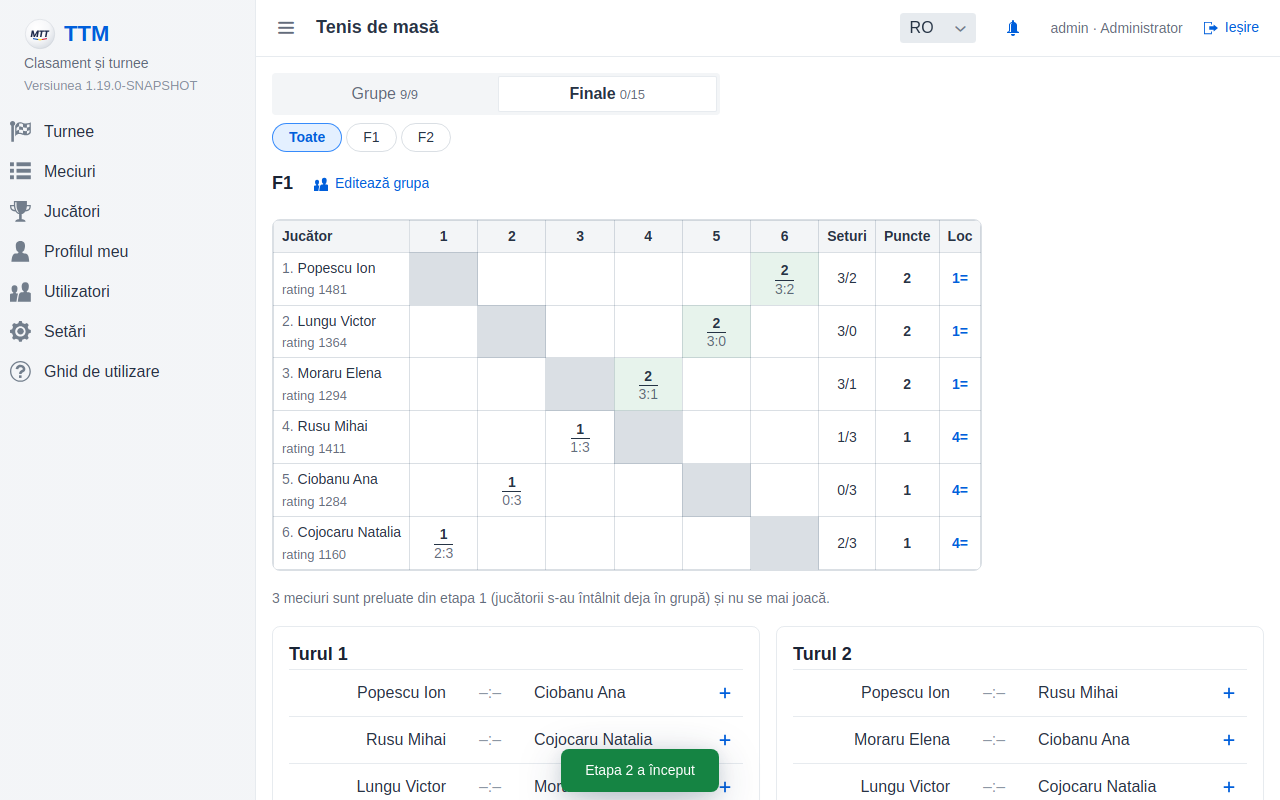 MTT TTM
Clasament și turnee
Versiunea 1.19.0-SNAPSHOT
Turnee
Meciuri
Jucători
Profilul meu
Utilizatori
Setări
Ghid de utilizare
Tenis de masă
RO
admin · Administrator
Ieșire
Grupe 9/9
Finale 0/15
Toate
F1
F2
F1
Editează grupa
Jucător 1 2 3 4 5 6 Seturi Puncte Loc
1. Popescu Ion
rating 1481
2
3:2
3/2 2 1=
2. Lungu Victor
rating 1364
2
3:0
3/0 2 1=
3. Moraru Elena
rating 1294
2
3:1
3/1 2 1=
4. Rusu Mihai
rating 1411
1
1:3
1/3 1 4=
5. Ciobanu Ana
rating 1284
1
0:3
0/3 1 4=
6. Cojocaru Natalia
rating 1160
1
2:3
2/3 1 4=
3 meciuri sunt preluate din etapa 1 (jucătorii s-au întâlnit deja în grupă) și nu se mai joacă.
Turul 1
Popescu Ion –:– Ciobanu Ana +
Rusu Mihai –:– Cojocaru Natalia +
Lungu Victor –:– +
Turul 2
Popescu Ion –:– Rusu Mihai +
Moraru Elena –:– Ciobanu Ana +
Lungu Victor –:– Cojocaru Natalia +
Etapa 2 a început